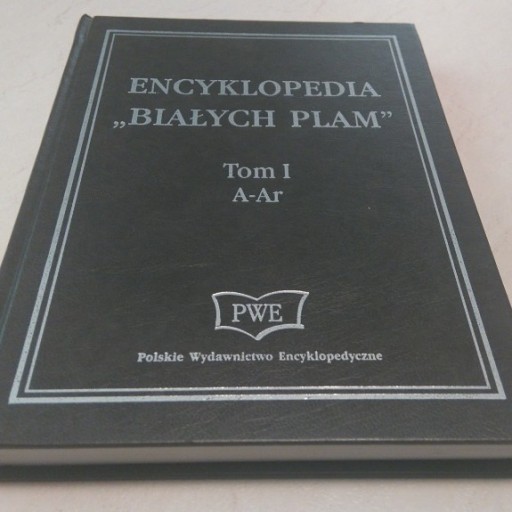 ENCYKLOPEDIA
„BIAŁYCH PLAM”
Tom I
A-Ar
PWE
Polskie Wydawnictwo Encyklopedyczne